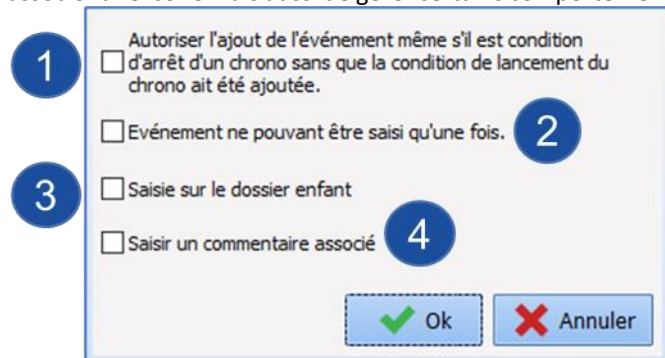 Autoriser l'ajout de l'événement même s'il est condition
1
d'arrêt d'un chrono sans que la condition de lancement du
chrono ait été ajoutée.
Evénement ne pouvant être saisi qu'une fois. 2
3 Saisie sur le dossier enfant
Saisir un commentaire associé 4
Ok Annuler